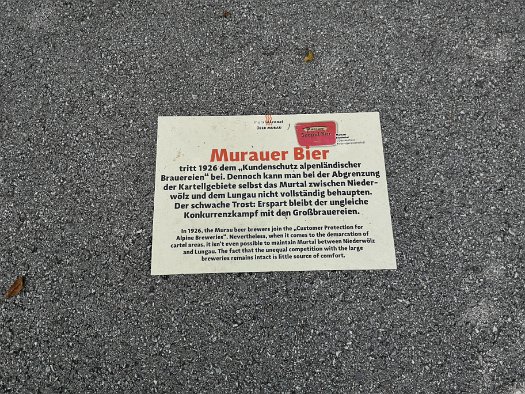 Murauer Bier
tritt 1926 dem „Kundenschutz alpenländischer
Brauereien“ bei. Dennoch kann man bei der Abgrenzung
der Kartellgebiete selbst das Murtal zwischen Nieder-
wölz und dem Lungau nicht vollständig behaupten.
Der schwache Trost: Erspart bleibt der ungleiche
Konkurrenzkampf mit den Großbrauereien.
In 1926, the Murau beer brewers join the „Customer Protection for
Alpine Breweries“. Nevertheless, when it comes to the demarcation of
cartel areas, it isn't even possible to maintain Murtal between Niederwölz
and Lungau. The fact that the unequal competition with the large
breweries remains intact is little source of comfort.